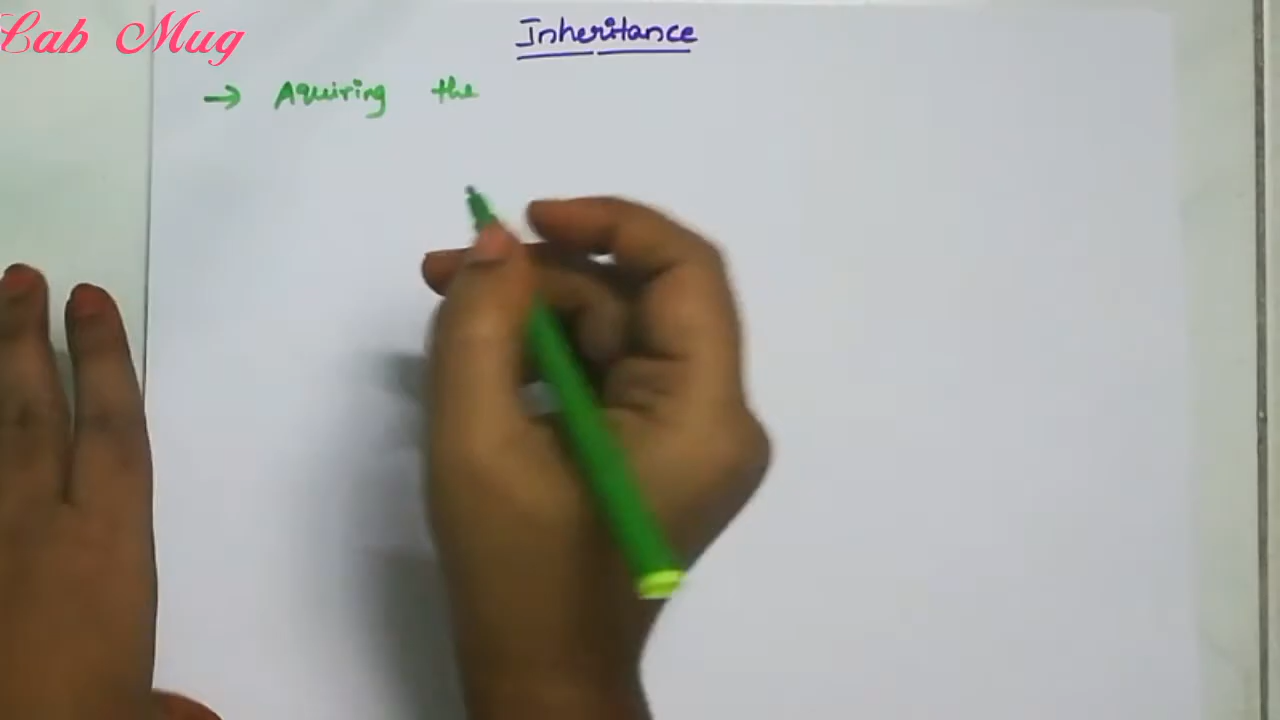 Lab Mug
Inheritance
→ Aquiring the